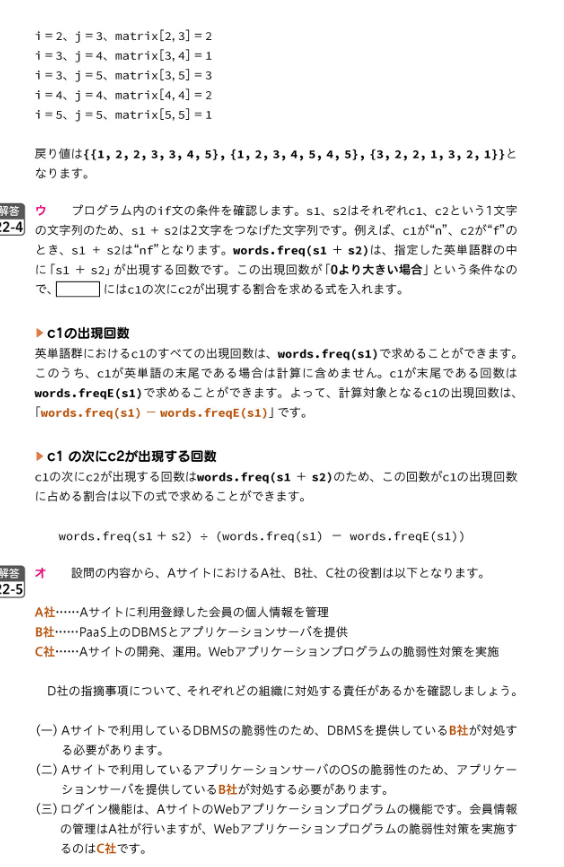 i＝2、j＝3、matrix[2,3]＝2
i＝3、j＝4、matrix[3,4]＝1
i＝3、j＝5、matrix[3,5]＝3
i＝4、j＝4、matrix[4,4]＝2
i＝5、j＝5、matrix[5,5]＝1
戻り値は{{1, 2, 2, 3, 3, 4, 5}, {1, 2, 3, 4, 5, 4, 5}, {3, 2, 2, 1, 3, 2, 1}}と
なります。
解答
22-4
ウ　プログラム内のif文の条件を確認します。s1、s2はそれぞれc1、c2という1文字
の文字列のため、s1 ＋ s2は2文字をつなげた文字列です。例えば、c1が“n”、c2が“f”の
とき、s1 ＋ s2は“nf”となります。words.freq(s1 ＋ s2)は、指定した英単語群の中
に「s1 ＋ s2」が出現する回数です。この出現回数が「0より大きい場合」という条件なの
で、　　　にはc1の次にc2が出現する割合を求める式を入れます。
▶c1の出現回数
英単語群におけるc1のすべての出現回数は、words.freq(s1)で求めることができます。
このうち、c1が英単語の末尾である場合は計算に含めません。c1が末尾である回数は
words.freqE(s1)で求めることができます。よって、計算対象となるc1の出現回数は、
「words.freq(s1) － words.freqE(s1)」です。
▶c1 の次にc2が出現する回数
c1の次にc2が出現する回数はwords.freq(s1 ＋ s2)のため、この回数がc1の出現回数
に占める割合は以下の式で求めることができます。
words.freq(s1＋s2) ÷ (words.freq(s1) － words.freqE(s1))
解答
22-5
オ　設問の内容から、AサイトにおけるA社、B社、C社の役割は以下となります。
A社……Aサイトに利用登録した会員の個人情報を管理
B社……PaaS上のDBMSとアプリケーションサーバを提供
C社……Aサイトの開発、運用。Webアプリケーションプログラムの脆弱性対策を実施
D社の指摘事項について、それぞれどの組織に対処する責任があるかを確認しましょう。
(一) Aサイトで利用しているDBMSの脆弱性のため、DBMSを提供しているB社が対処す
る必要があります。
(二) Aサイトで利用しているアプリケーションサーバのOSの脆弱性のため、アプリケー
ションサーバを提供しているB社が対処する必要があります。
(三) ログイン機能は、AサイトのWebアプリケーションプログラムの機能です。会員情報
の管理はA社が行いますが、Webアプリケーションプログラムの脆弱性対策を実施す
るのはC社です。